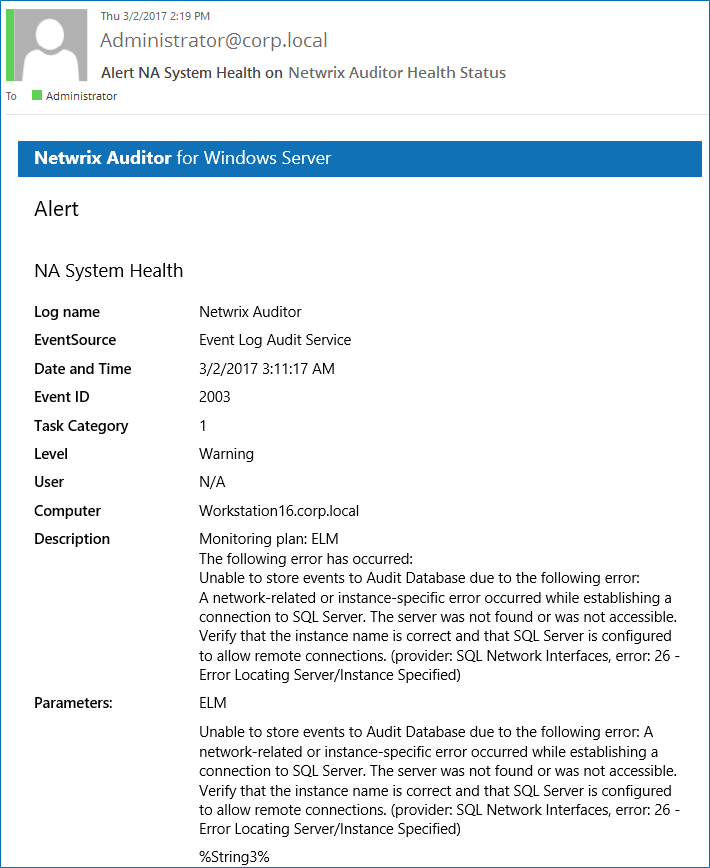 Thu 3/2/2017 2:19 PM
Administrator@corp.local
Alert NA System Health on Netwrix Auditor Health Status
To Administrator
Netwrix Auditor for Windows Server
Alert
NA System Health
Log name Netwrix Auditor
EventSource Event Log Audit Service
Date and Time 3/2/2017 3:11:17 AM
Event ID 2003
Task Category 1
Level Warning
User N/A
Computer Workstation16.corp.local
Description Monitoring plan: ELM
The following error has occurred:
Unable to store events to Audit Database due to the following error:
A network-related or instance-specific error occurred while establishing a
connection to SQL Server. The server was not found or was not accessible.
Verify that the instance name is correct and that SQL Server is configured
to allow remote connections. (provider: SQL Network Interfaces, error: 26 -
Error Locating Server/Instance Specified)
Parameters: ELM
Unable to store events to Audit Database due to the following error: A
network-related or instance-specific error occurred while establishing a
connection to SQL Server. The server was not found or was not accessible.
Verify that the instance name is correct and that SQL Server is configured
to allow remote connections. (provider: SQL Network Interfaces, error: 26 -
Error Locating Server/Instance Specified)
%String3%